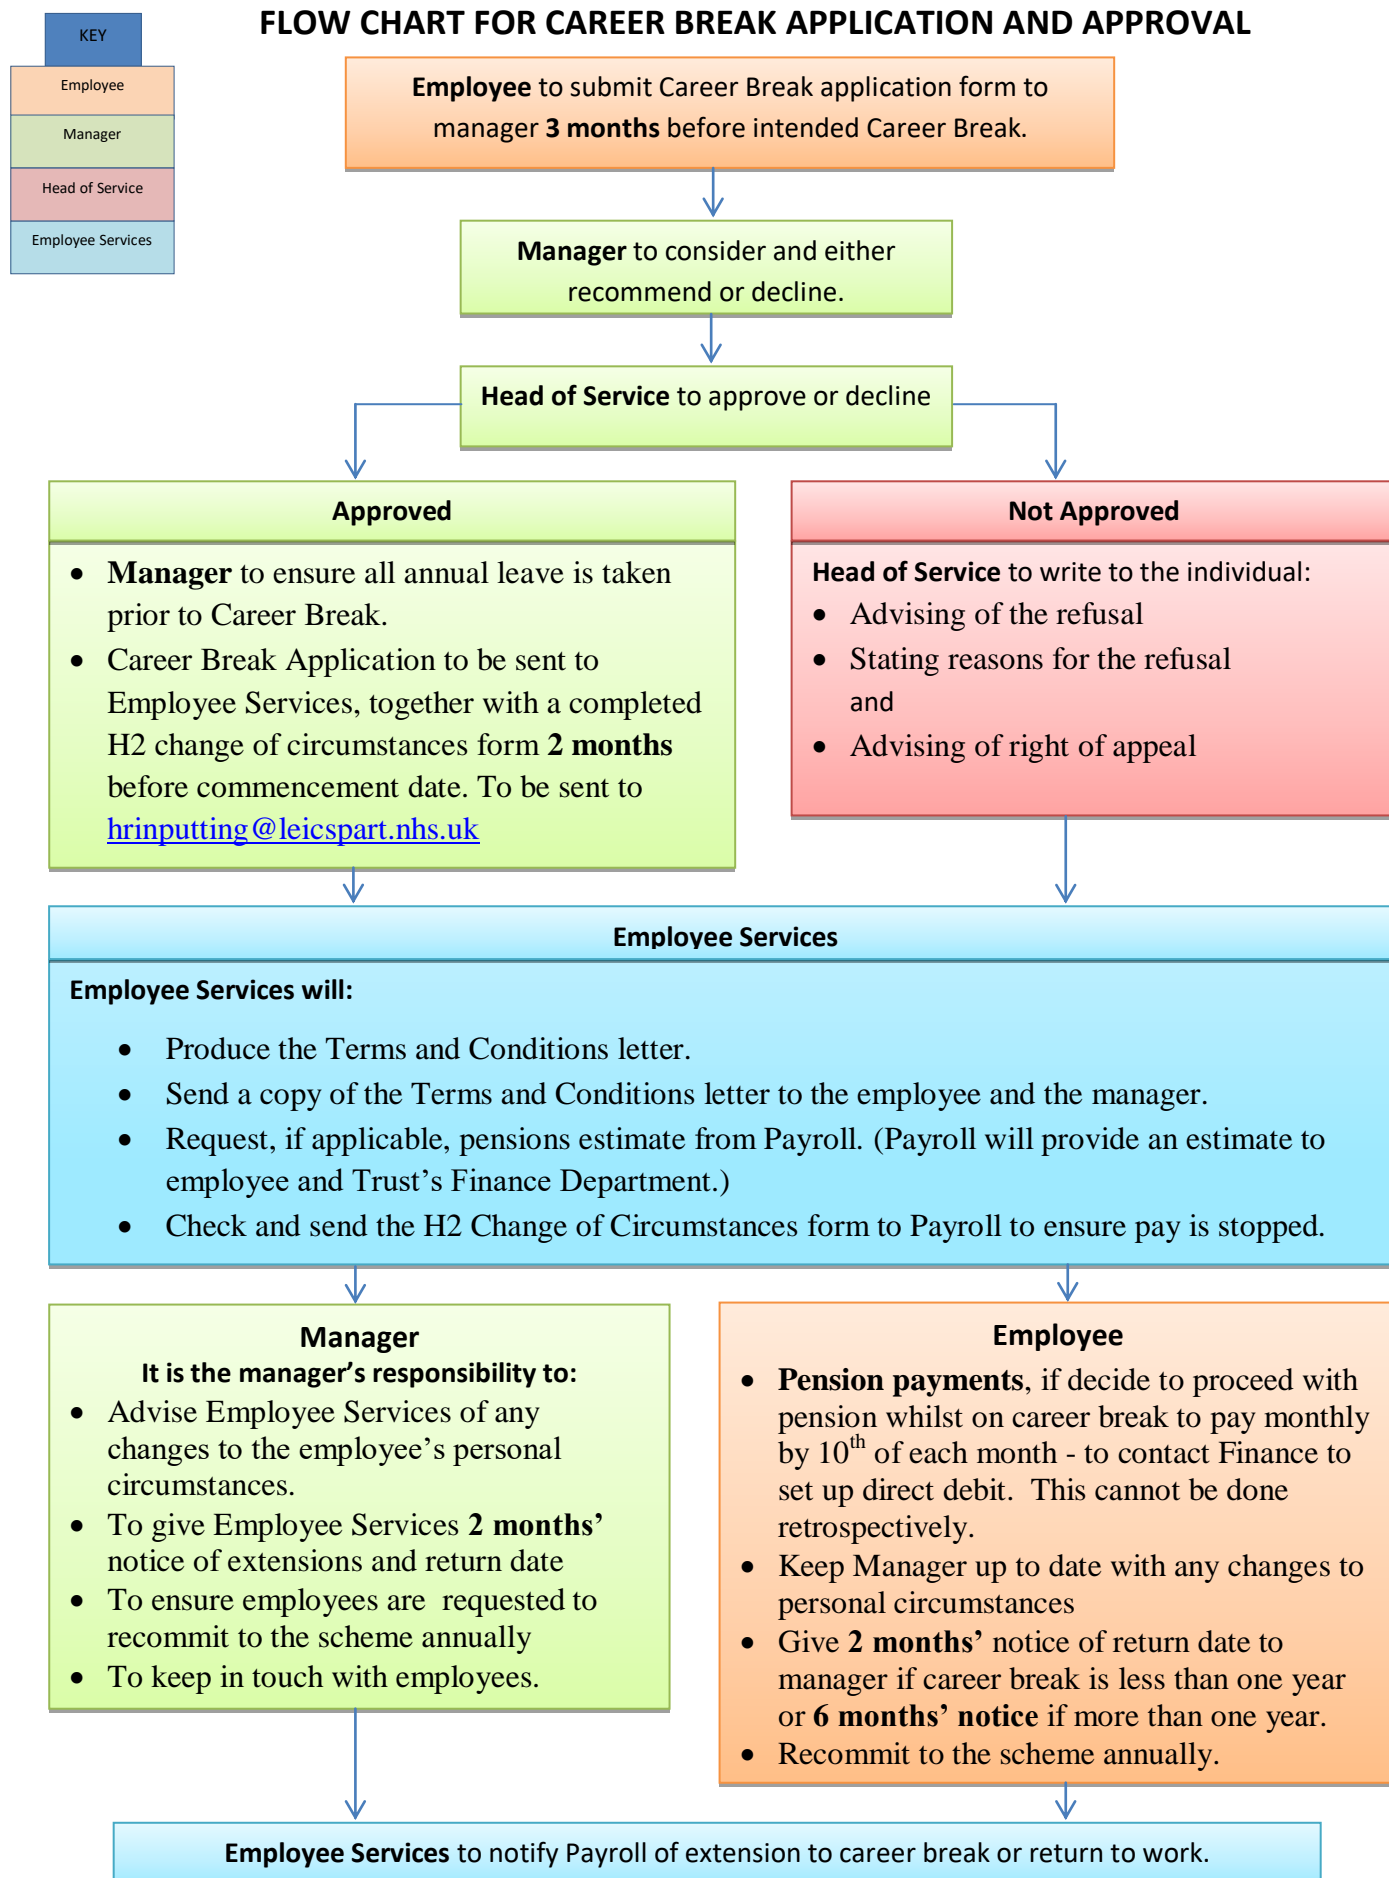 FLOW CHART FOR CAREER BREAK APPLICATION AND APPROVAL
KEY
Employee
Manager
Head of Service
Employee Services
Employee to submit Career Break application form to
manager 3 months before intended Career Break.
Manager to consider and either
recommend or decline.
Head of Service to approve or decline
Approved
• Manager to ensure all annual leave is taken
prior to Career Break.
• Career Break Application to be sent to
Employee Services, together with a completed
H2 change of circumstances form 2 months
before commencement date. To be sent to
hrinputting@leicspart.nhs.uk
Not Approved
Head of Service to write to the individual:
• Advising of the refusal
• Stating reasons for the refusal
and
• Advising of right of appeal
Employee Services
Employee Services will:
• Produce the Terms and Conditions letter.
• Send a copy of the Terms and Conditions letter to the employee and the manager.
• Request, if applicable, pensions estimate from Payroll. (Payroll will provide an estimate to
employee and Trust’s Finance Department.)
• Check and send the H2 Change of Circumstances form to Payroll to ensure pay is stopped.
Manager
It is the manager’s responsibility to:
• Advise Employee Services of any
changes to the employee’s personal
circumstances.
• To give Employee Services 2 months’
notice of extensions and return date
• To ensure employees are requested to
recommit to the scheme annually
• To keep in touch with employees.
Employee
• Pension payments, if decide to proceed with
pension whilst on career break to pay monthly
by 10th of each month - to contact Finance to
set up direct debit. This cannot be done
retrospectively.
• Keep Manager up to date with any changes to
personal circumstances
• Give 2 months’ notice of return date to
manager if career break is less than one year
or 6 months’ notice if more than one year.
• Recommit to the scheme annually.
Employee Services to notify Payroll of extension to career break or return to work.